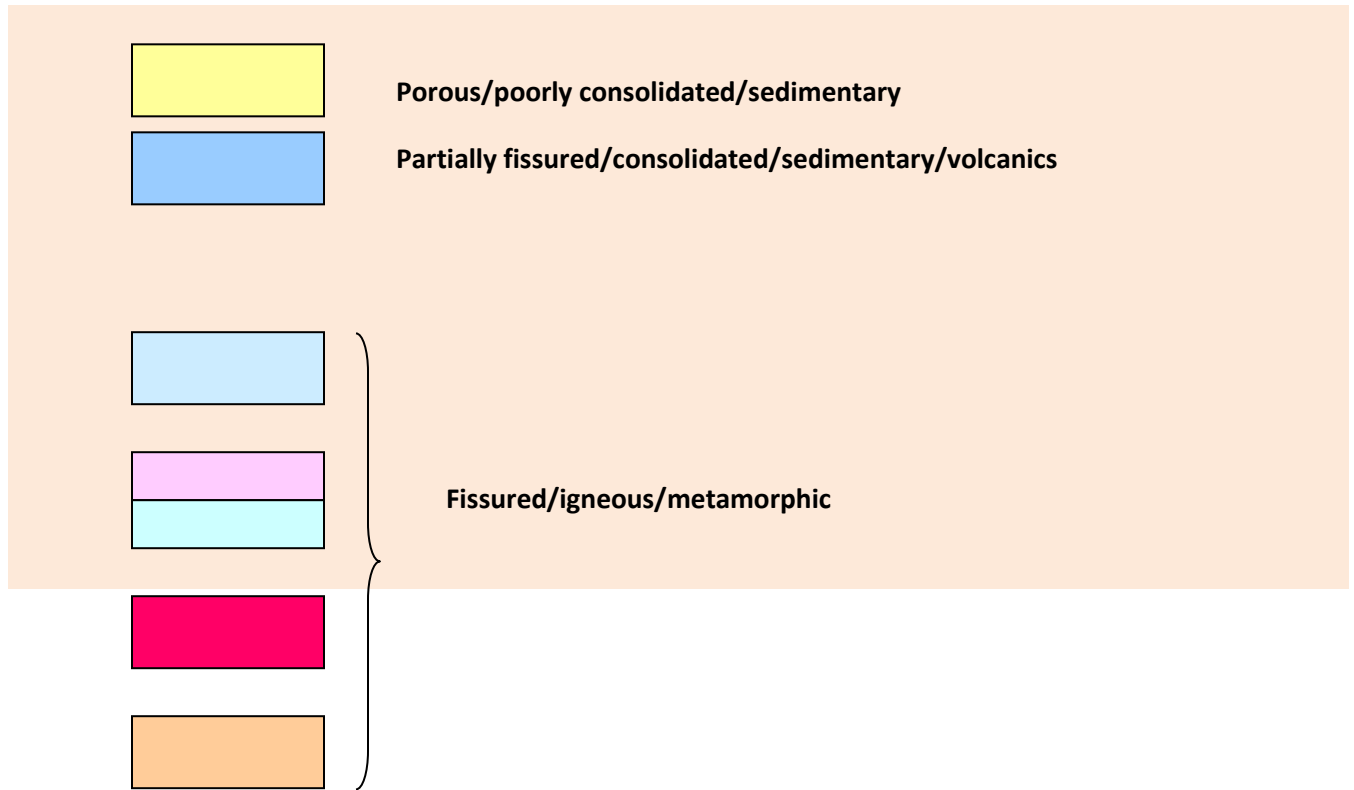 Porous/poorly consolidated/sedimentary
Partially fissured/consolidated/sedimentary/volcanics
Fissured/igneous/metamorphic